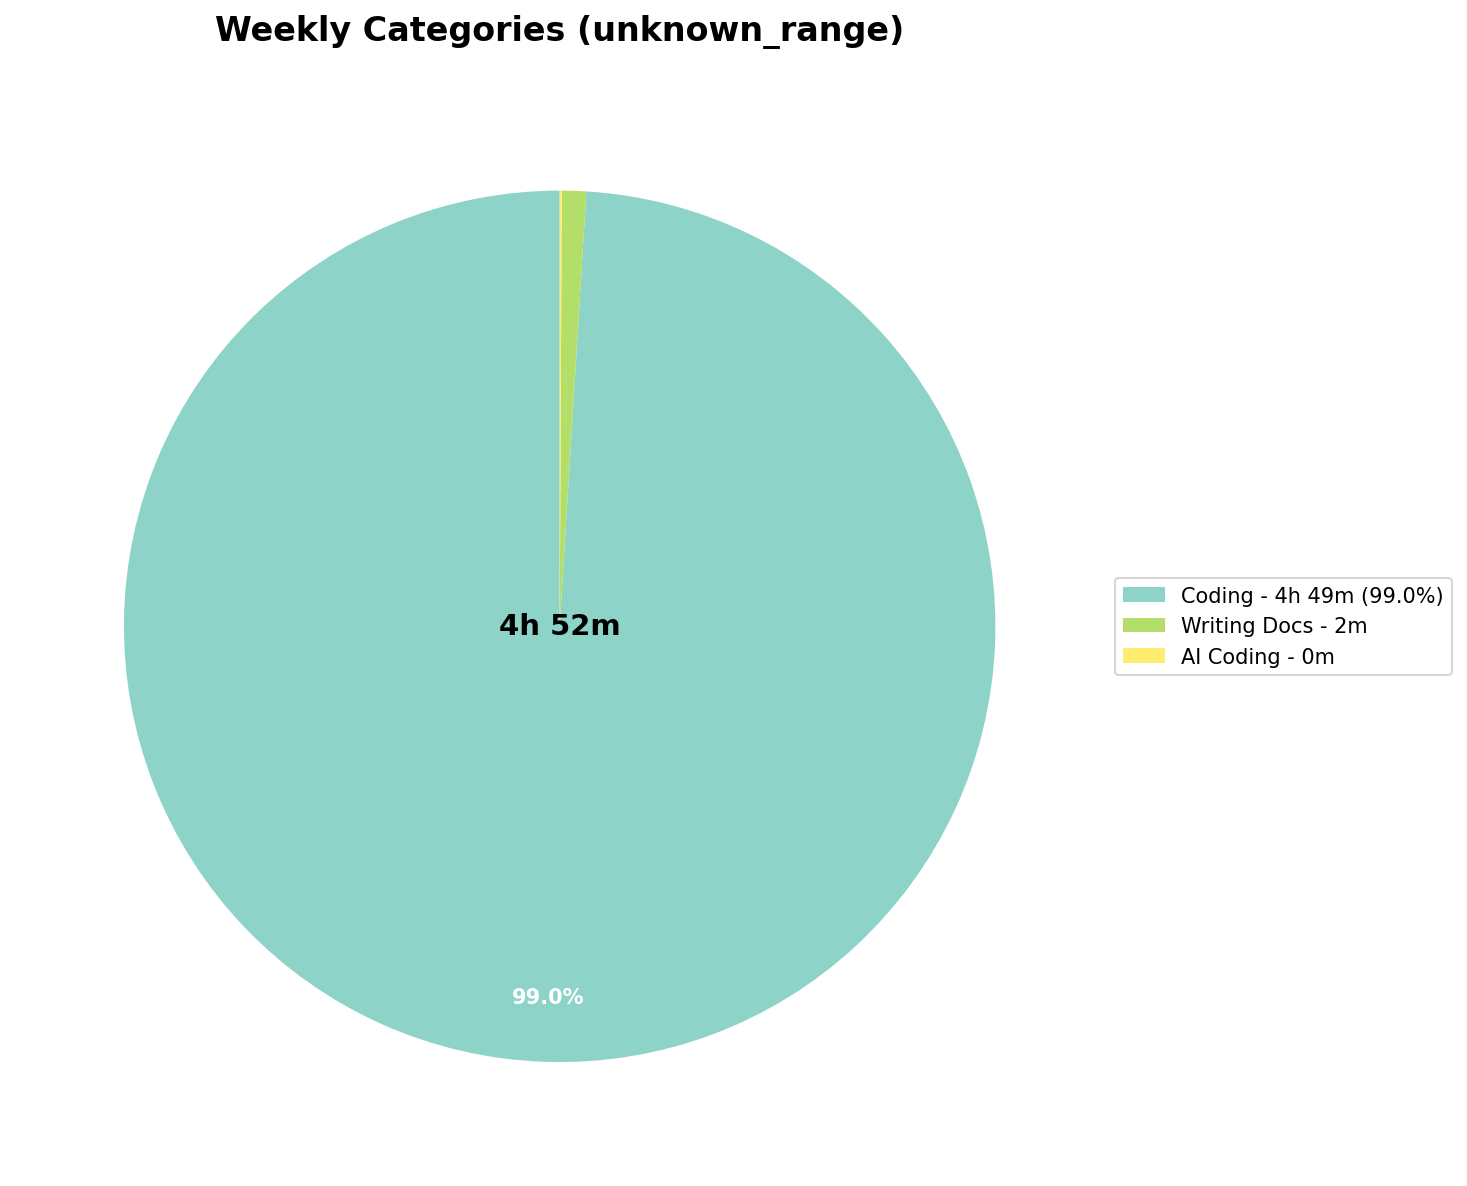 Weekly Categories (unknown_range)
4h 52m
99.0%
Coding - 4h 49m (99.0%)
Writing Docs - 2m
AI Coding - 0m